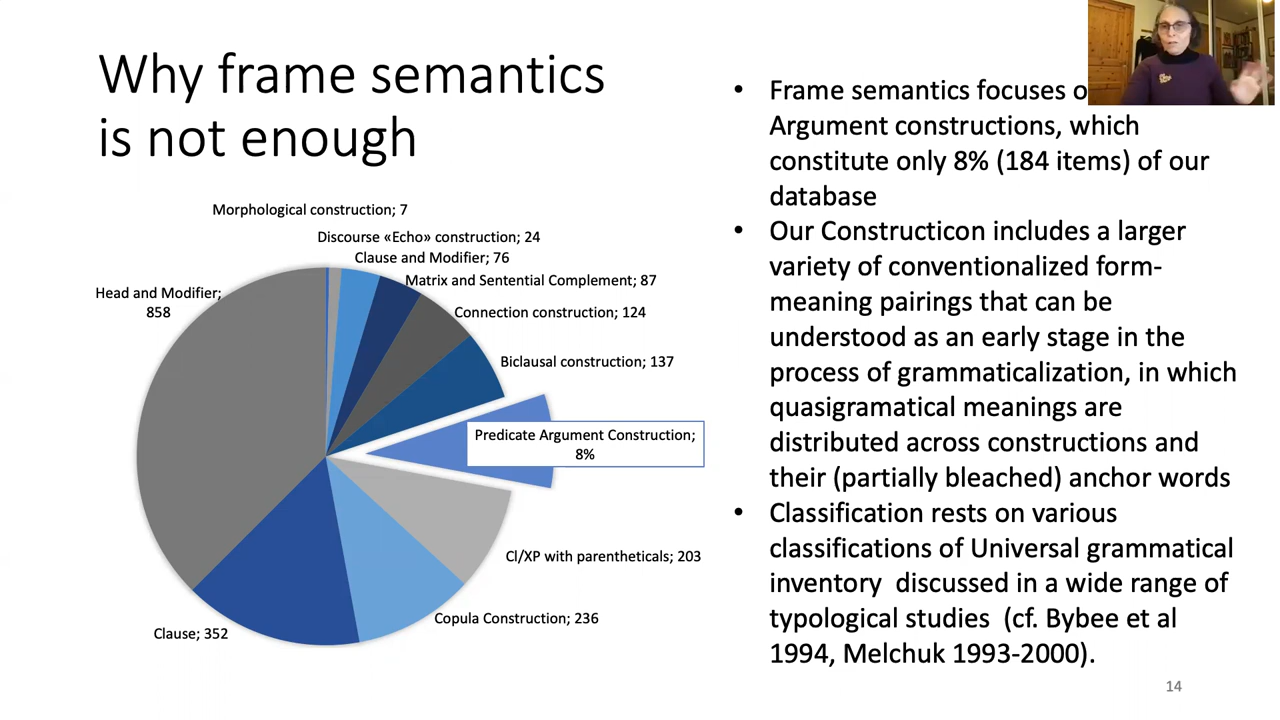 Why frame semantics
is not enough
Morphological construction; 7
Discourse «Echo» construction; 24
Clause and Modifier; 76
Matrix and Sentential Complement; 87
Head and Modifier;
858
Connection construction; 124
Biclausal construction; 137
Predicate Argument Construction;
8%
Cl/XP with parentheticals; 203
Copula Construction; 236
Clause; 352
• Frame semantics focuses
Argument constructions, which
constitute only 8% (184 items) of our
database
• Our Constructicon includes a larger
variety of conventionalized form-
meaning pairings that can be
understood as an early stage in the
process of grammaticalization, in which
quasigramatical meanings are
distributed across constructions and
their (partially bleached) anchor words
• Classification rests on various
classifications of Universal grammatical
inventory discussed in a wide range of
typological studies (cf. Bybee et al
1994, Melchuk 1993-2000).
14